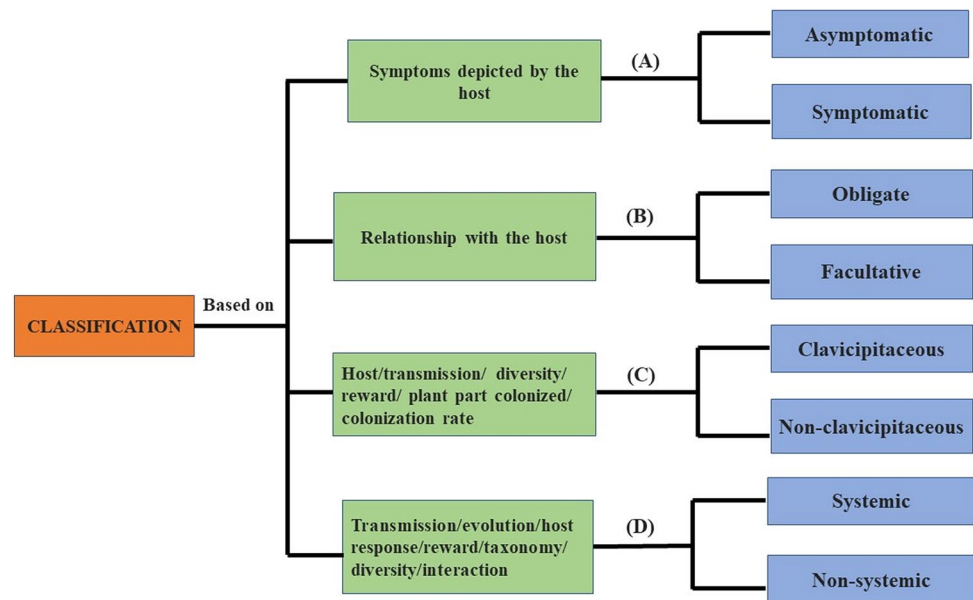 CLASSIFICATION
Based on
Symptoms depicted by the
host
(A)
Asymptomatic
Symptomatic
Relationship with the host
(B)
Obligate
Facultative
Host/transmission/ diversity/
reward/ plant part colonized/
colonization rate
(C)
Clavicipitaceous
Non-clavicipitaceous
Transmission/evolution/host
response/reward/taxonomy/
diversity/interaction
(D)
Systemic
Non-systemic